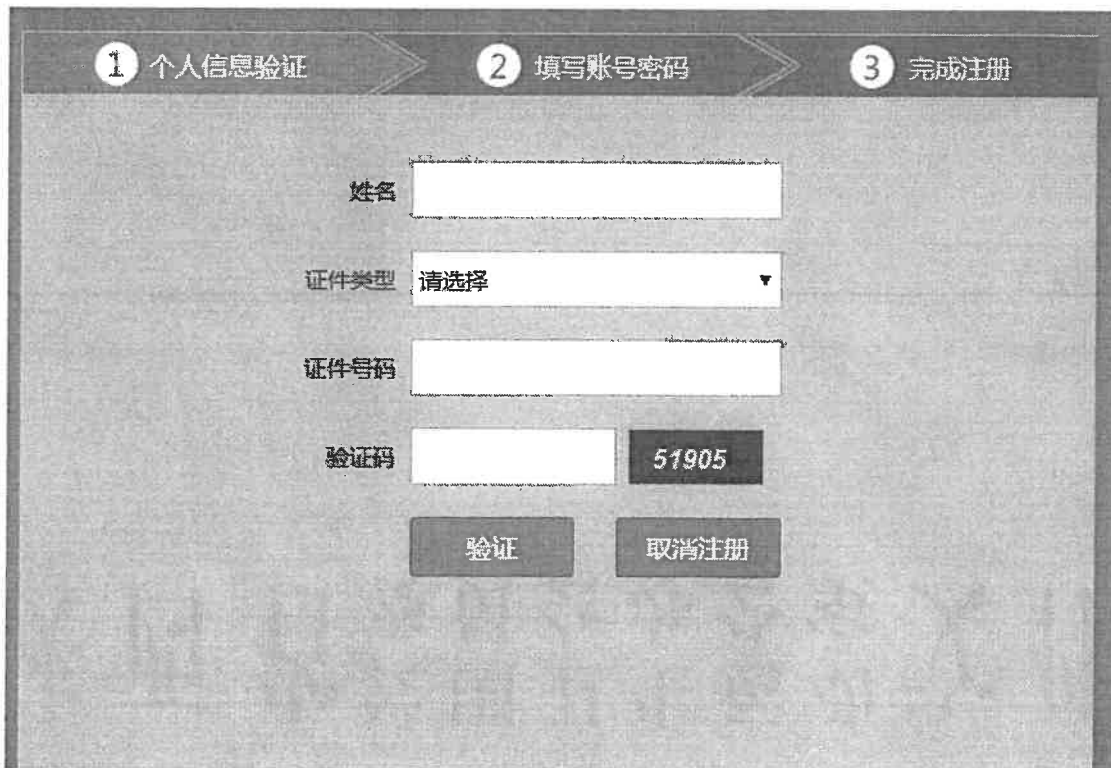 1 个人信息验证 2 填写账号密码 3 完成注册
姓名
证件类型 请选择
证件号码
验证码 51905
验证 取消注册